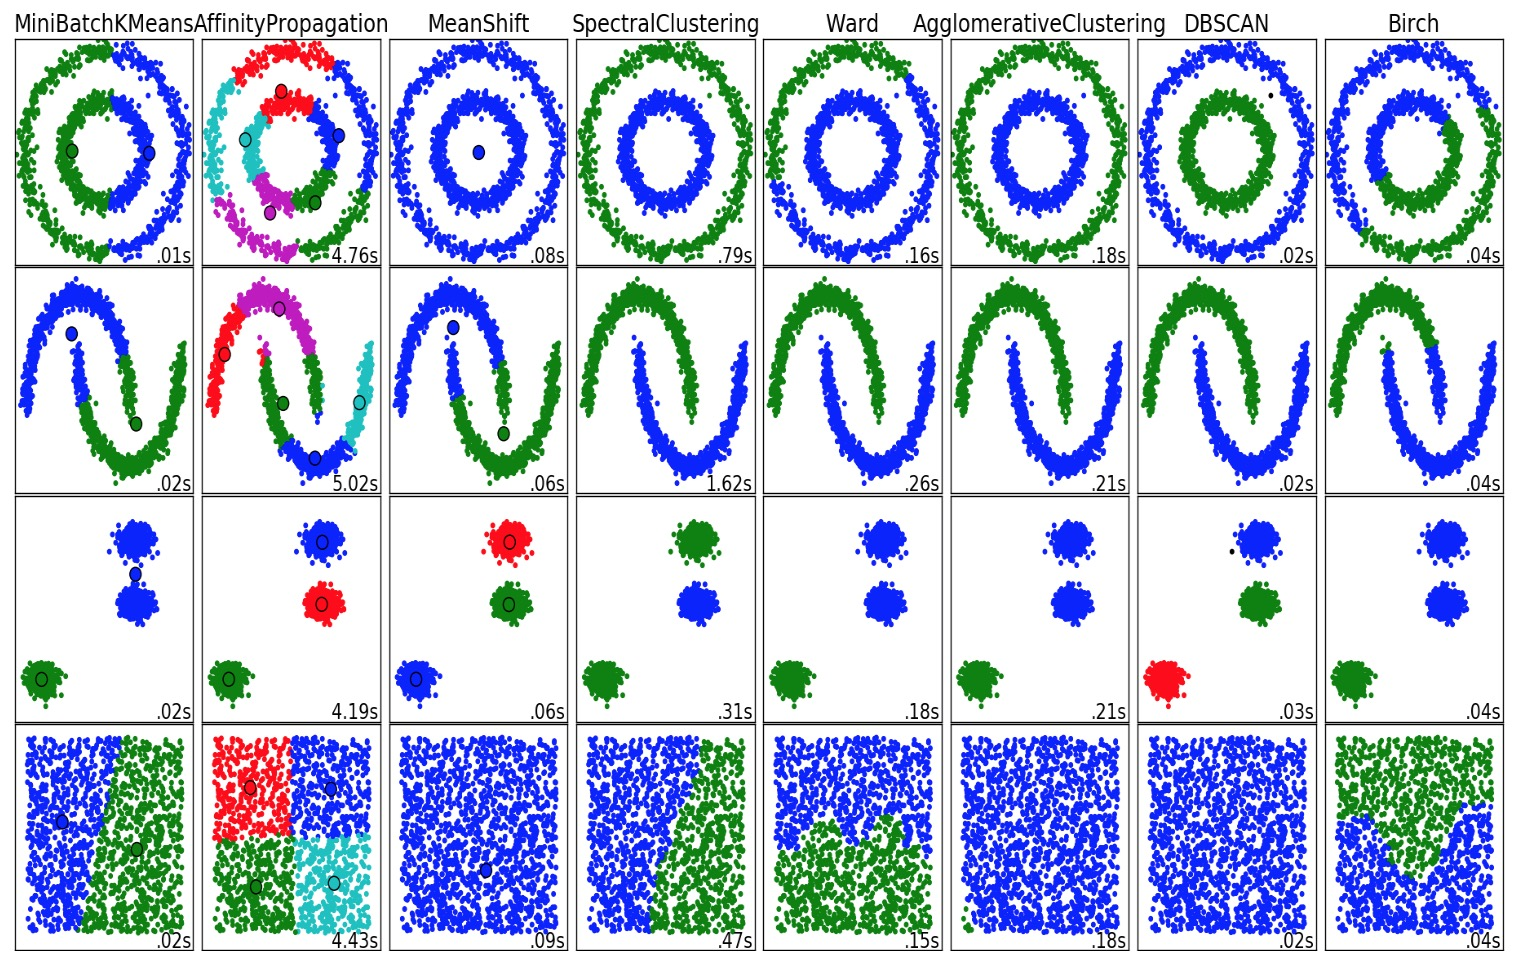 MiniBatchKMeans AffinityPropagation MeanShift SpectralClustering Ward AgglomerativeClustering DBSCAN Birch
.01s 4.76s .08s .79s .16s .18s .02s .04s
.02s 5.02s .06s 1.62s .26s .21s .02s .04s
.02s 4.19s .06s .31s .18s .21s .03s .04s
.02s 4.43s .09s .47s .15s .18s .02s .04s